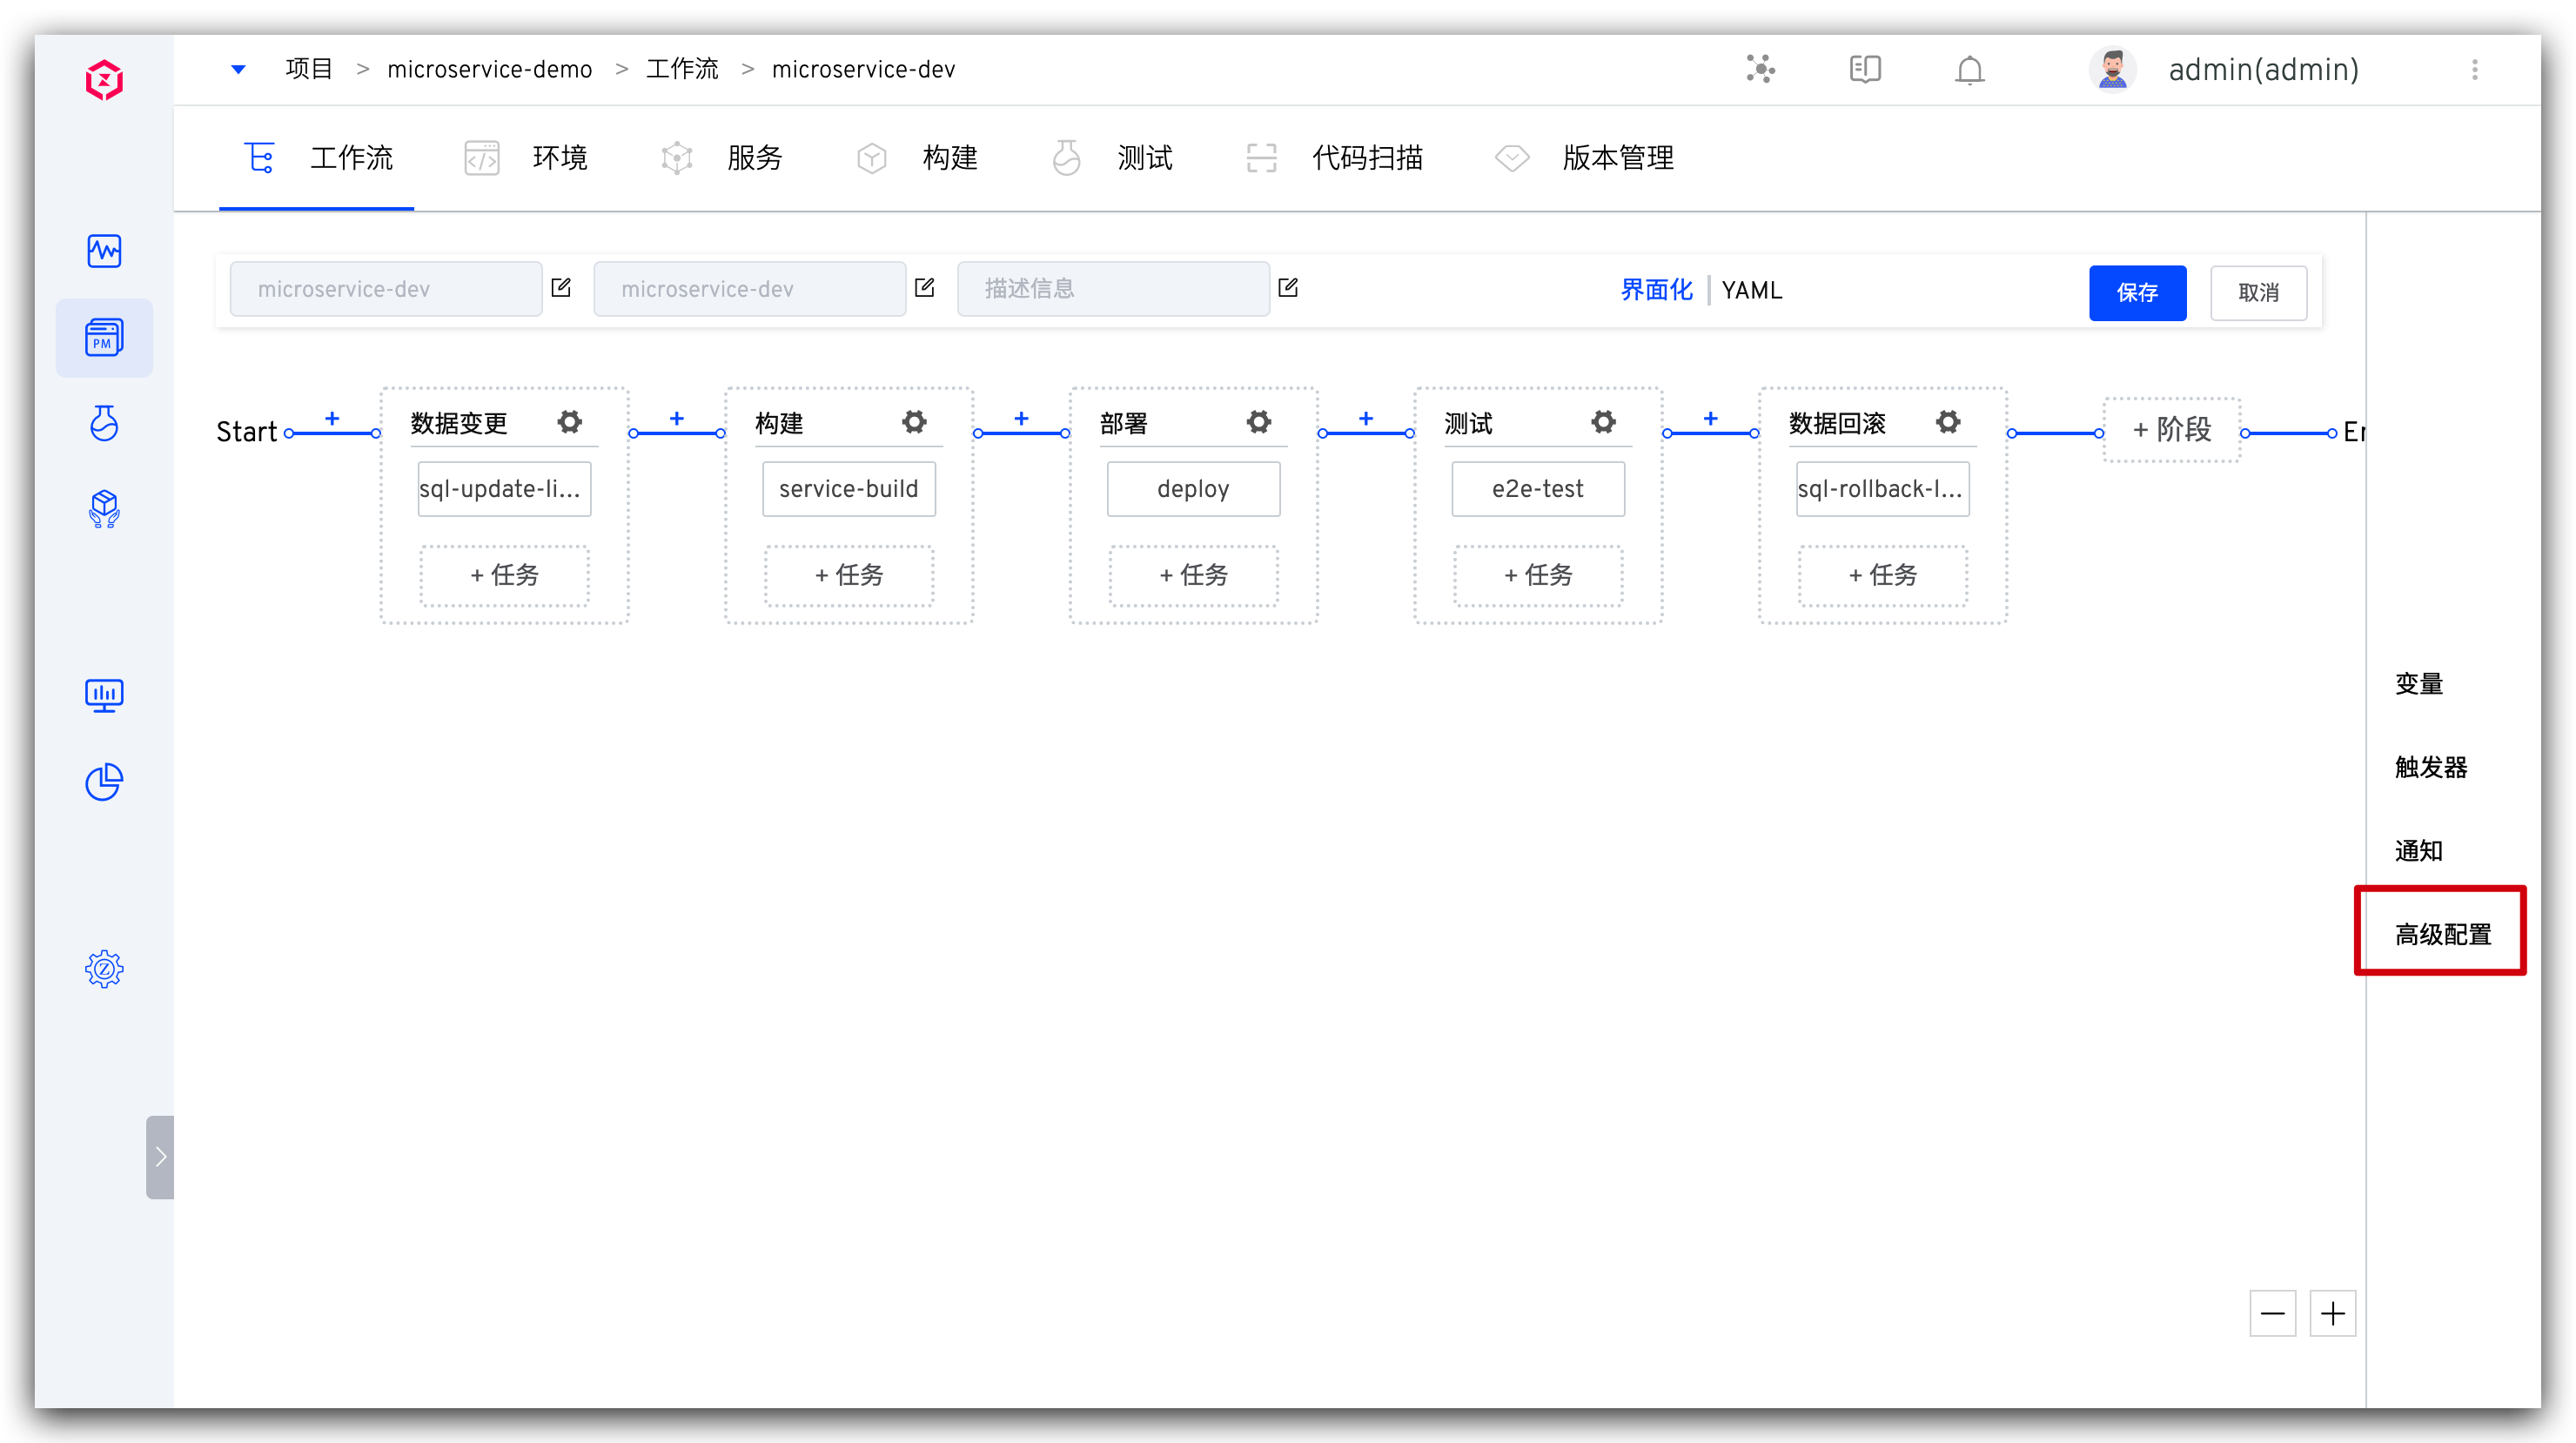 项目 > microservice-demo > 工作流 > microservice-dev
admin(admin)
工作流 环境 服务 构建 测试 代码扫描 版本管理
PM
microservice-dev microservice-dev 描述信息 界面化 YAML 保存 取消
Start + 数据变更 + 构建 + 部署 + 测试 + 数据回滚 + 阶段 Er
sql-update-li... service-build deploy e2e-test sql-rollback-l...
+ 任务 + 任务 + 任务 + 任务 + 任务
变量
触发器
通知
高级配置